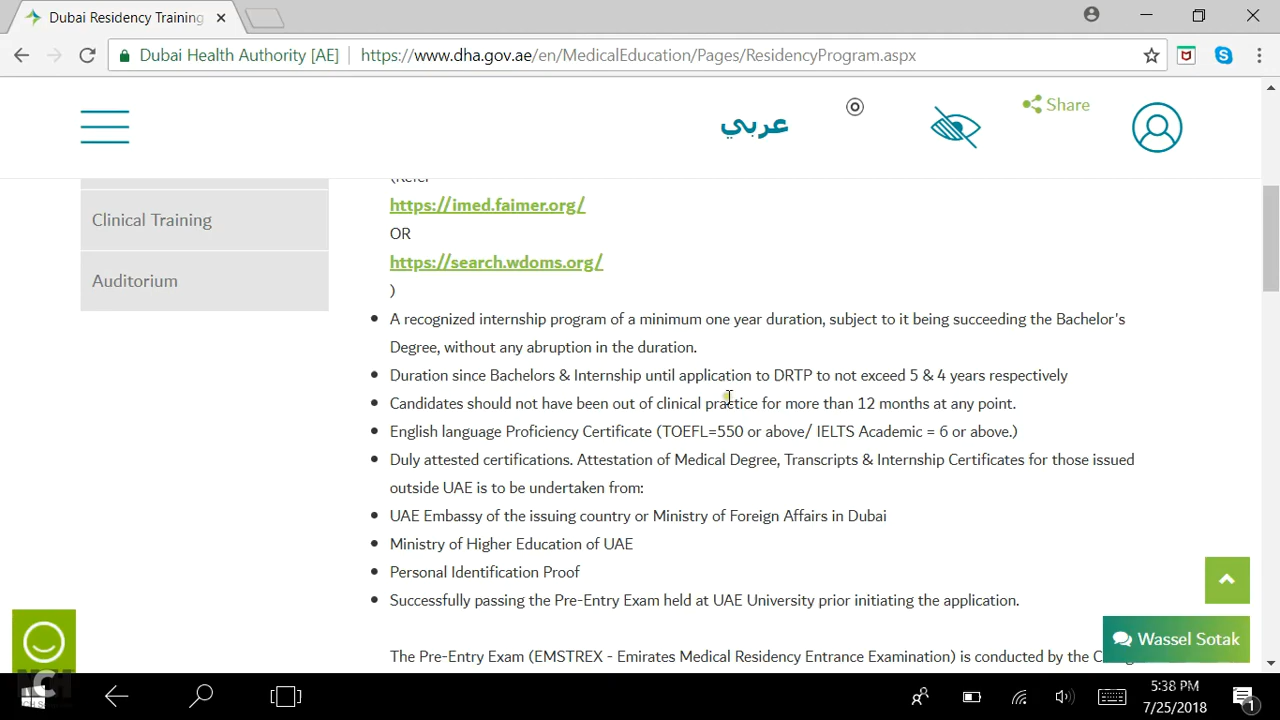 Dubai Residency Training
Dubai Health Authority [AE]
https://www.dha.gov.ae/en/MedicalEducation/Pages/ResidencyProgram.aspx
عربي
Share
Clinical Training
Auditorium
(Refer
https://imed.faimer.org/
OR
https://search.wdoms.org/
)
A recognized internship program of a minimum one year duration, subject to it being succeeding the Bachelor's
Degree, without any abruption in the duration.
Duration since Bachelors & Internship until application to DRTP to not exceed 5 & 4 years respectively
Candidates should not have been out of clinical practice for more than 12 months at any point.
English language Proficiency Certificate (TOEFL=550 or above/ IELTS Academic = 6 or above.)
Duly attested certifications. Attestation of Medical Degree, Transcripts & Internship Certificates for those issued
outside UAE is to be undertaken from:
UAE Embassy of the issuing country or Ministry of Foreign Affairs in Dubai
Ministry of Higher Education of UAE
Personal Identification Proof
Successfully passing the Pre-Entry Exam held at UAE University prior initiating the application.
Wassel Sotak
The Pre-Entry Exam (EMSTREX - Emirates Medical Residency Entrance Examination) is conducted by the
5:38 PM
7/25/2018
1